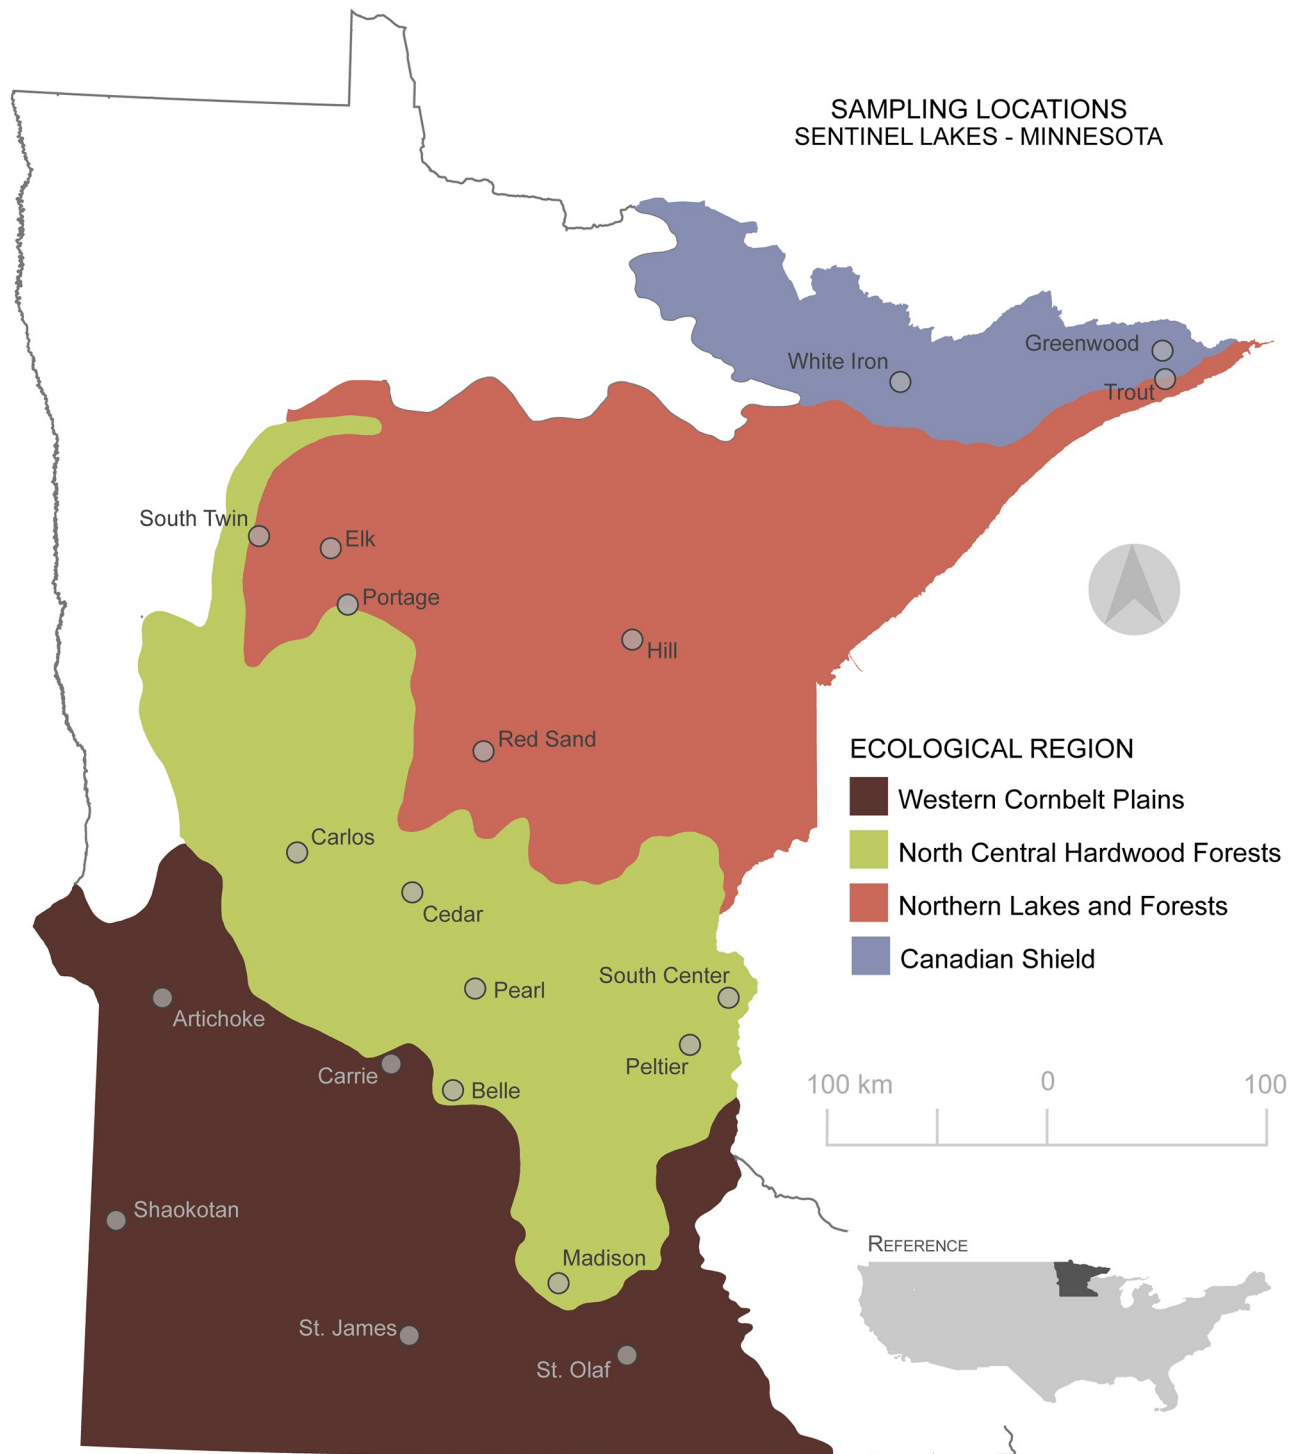 SAMPLING LOCATIONS
SENTINEL LAKES - MINNESOTA
Greenwood
White Iron
Trout
South Twin
Elk
Portage
Hill
Red Sand
Carlos
Cedar
South Center
Pearl
Artichoke
Peltier
Carrie
Belle
Shaokotan
Madison
St. James
St. Olaf
ECOLOGICAL REGION
Western Cornbelt Plains
North Central Hardwood Forests
Northern Lakes and Forests
Canadian Shield
100 km 0 100
REFERENCE